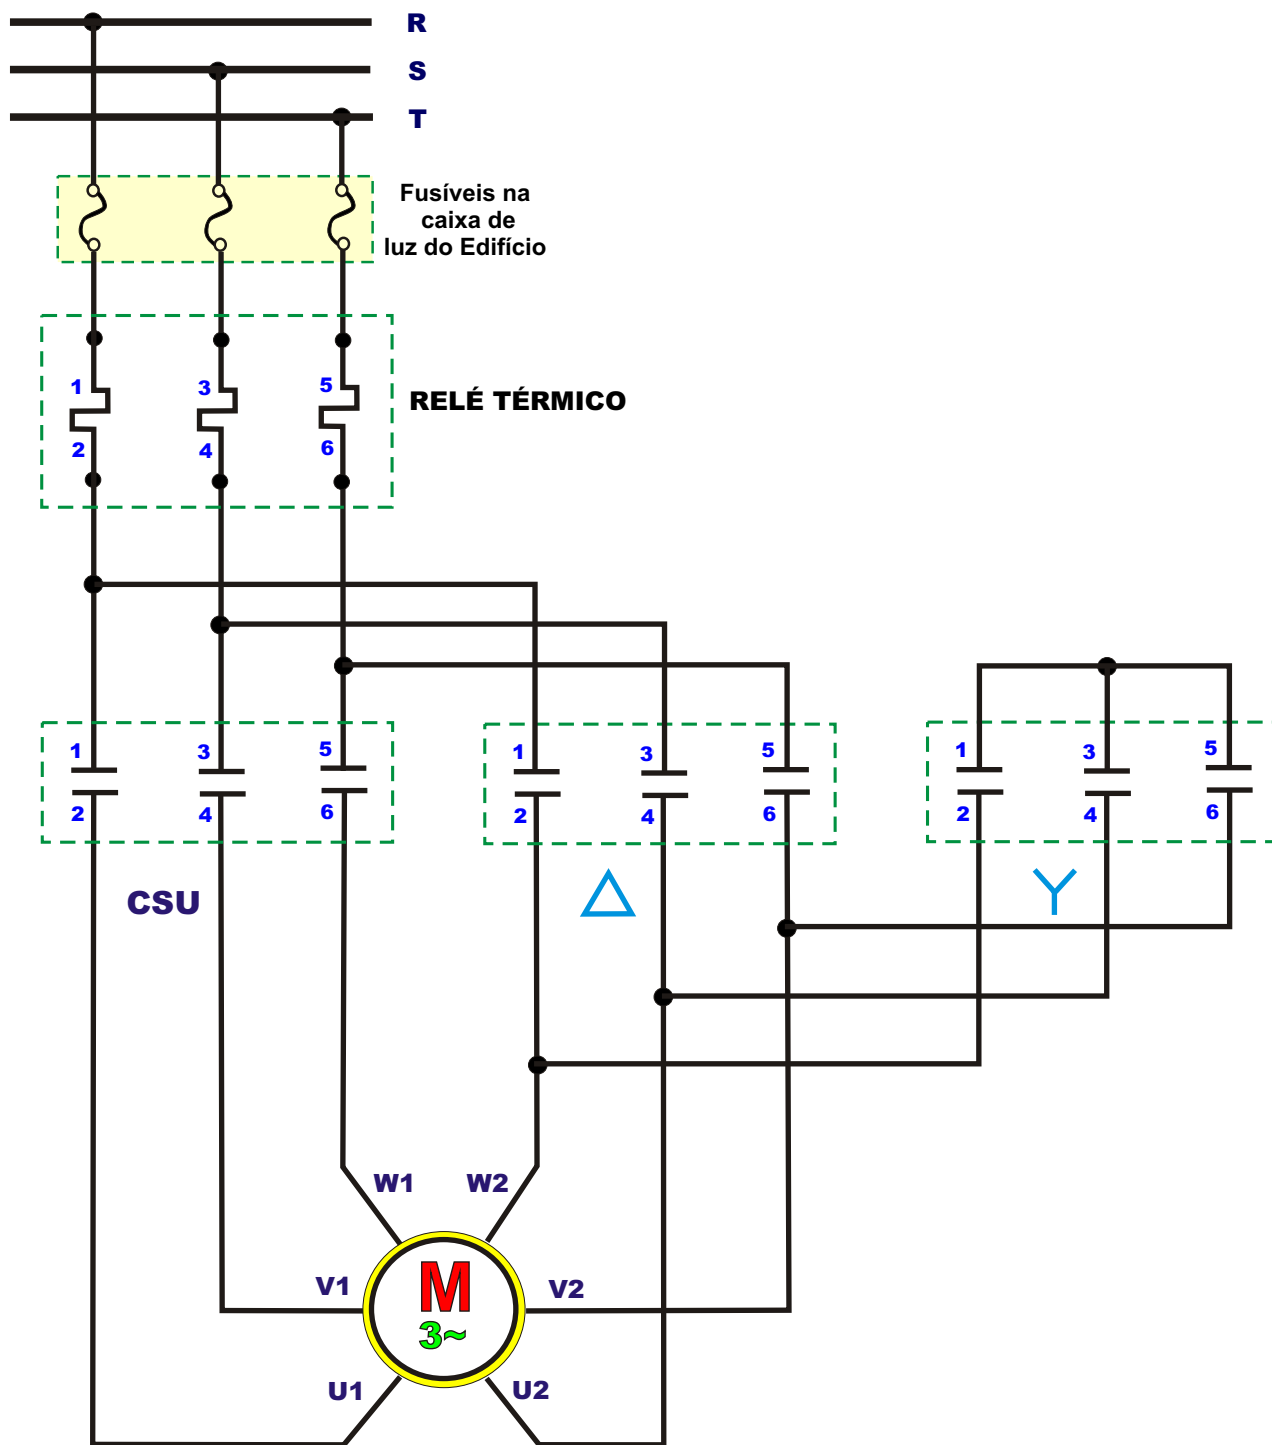 R
S
T
Fusíveis na
caixa de
luz do Edifício
1 3 5
RELÉ TÉRMICO
2 4 6
1 3 5 1 3 5 1 3 5
2 4 6 2 4 6 2 4 6
CSU
W1 W2
M
V1 V2
3~
U1 U2